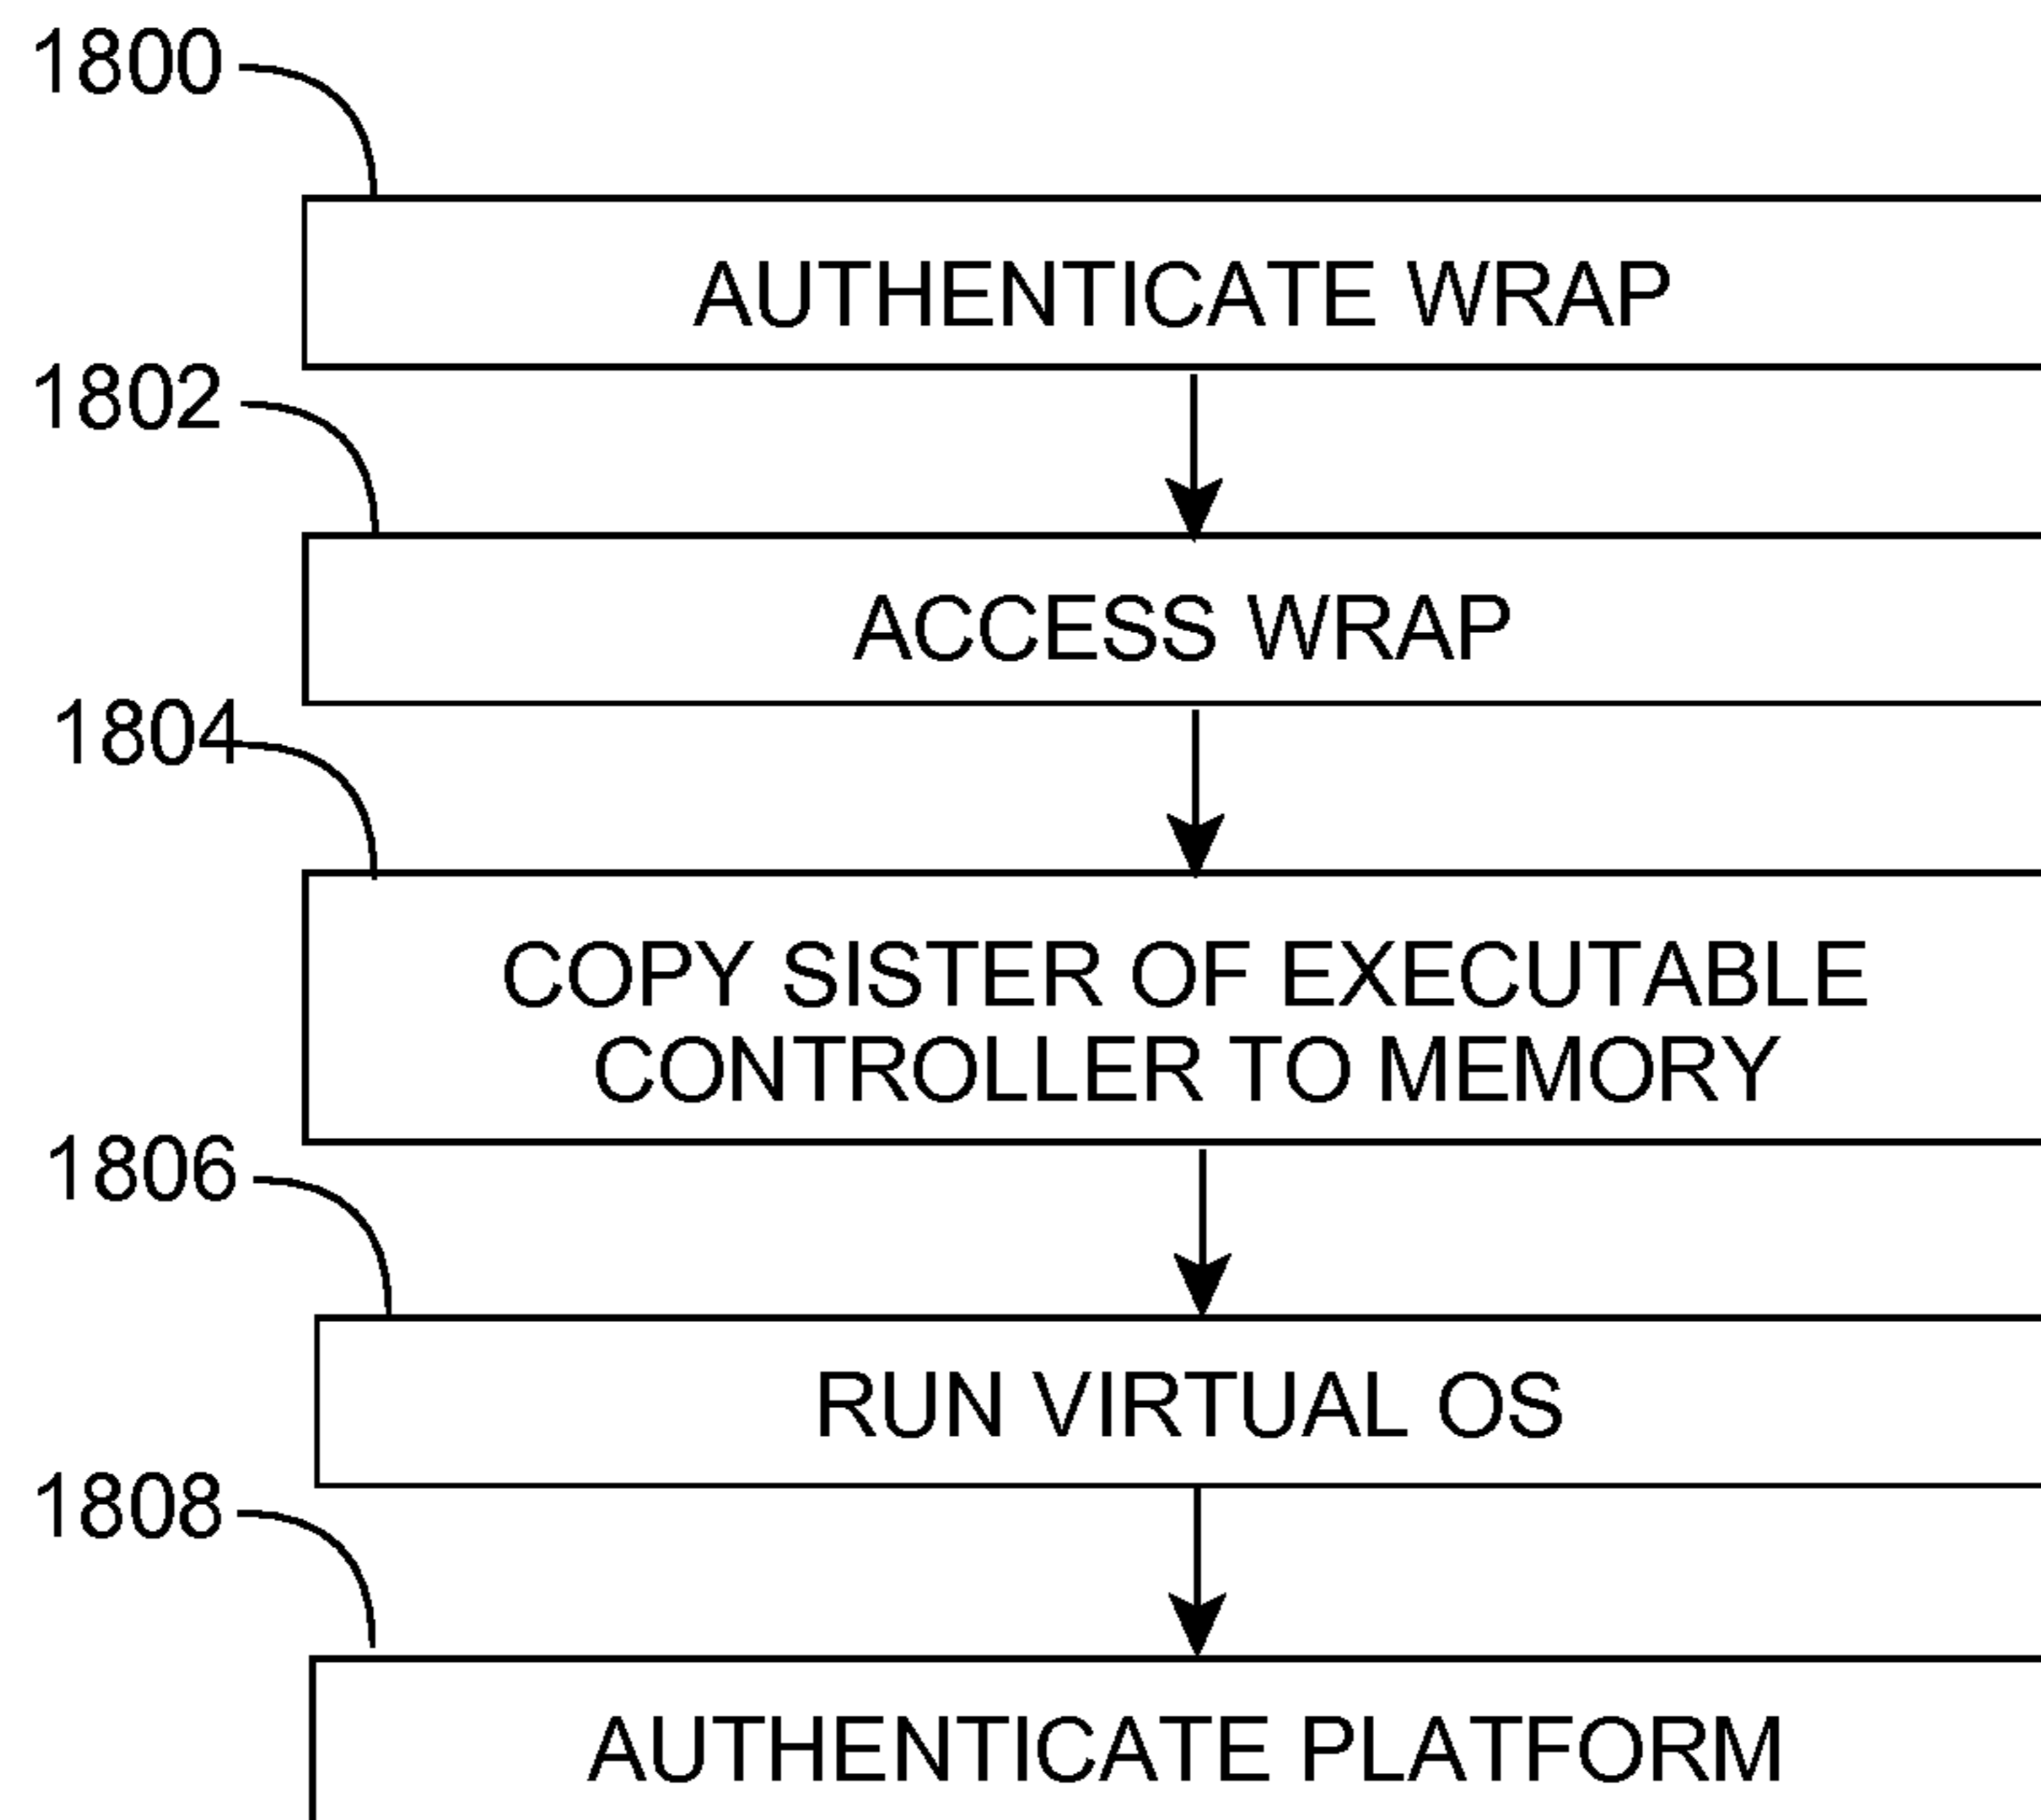 1800
AUTHENTICATE WRAP
1802
ACCESS WRAP
1804
COPY SISTER OF EXECUTABLE
CONTROLLER TO MEMORY
1806
RUN VIRTUAL OS
1808
AUTHENTICATE PLATFORM